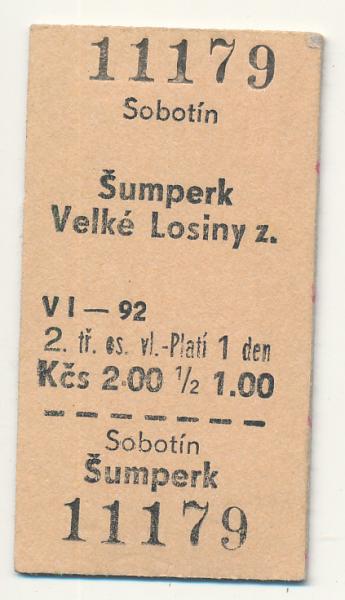 11179
Sobotín
Šumperk
Velké Losiny z.
VI — 92
2. tř. os. vl.-Platí 1 den
Kčs 2·00 ½ 1.00
Sobotín
Šumperk
11179